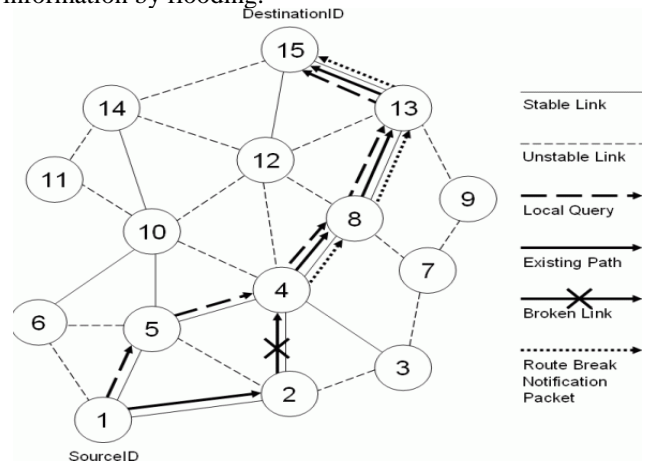 information by flooding.
DestinationID
15
14
13
12
11
9
8
10
7
4
6
5
3
2
1
SourceID
Stable Link
Unstable Link
Local Query
Existing Path
Broken Link
Route Break
Notification
Packet